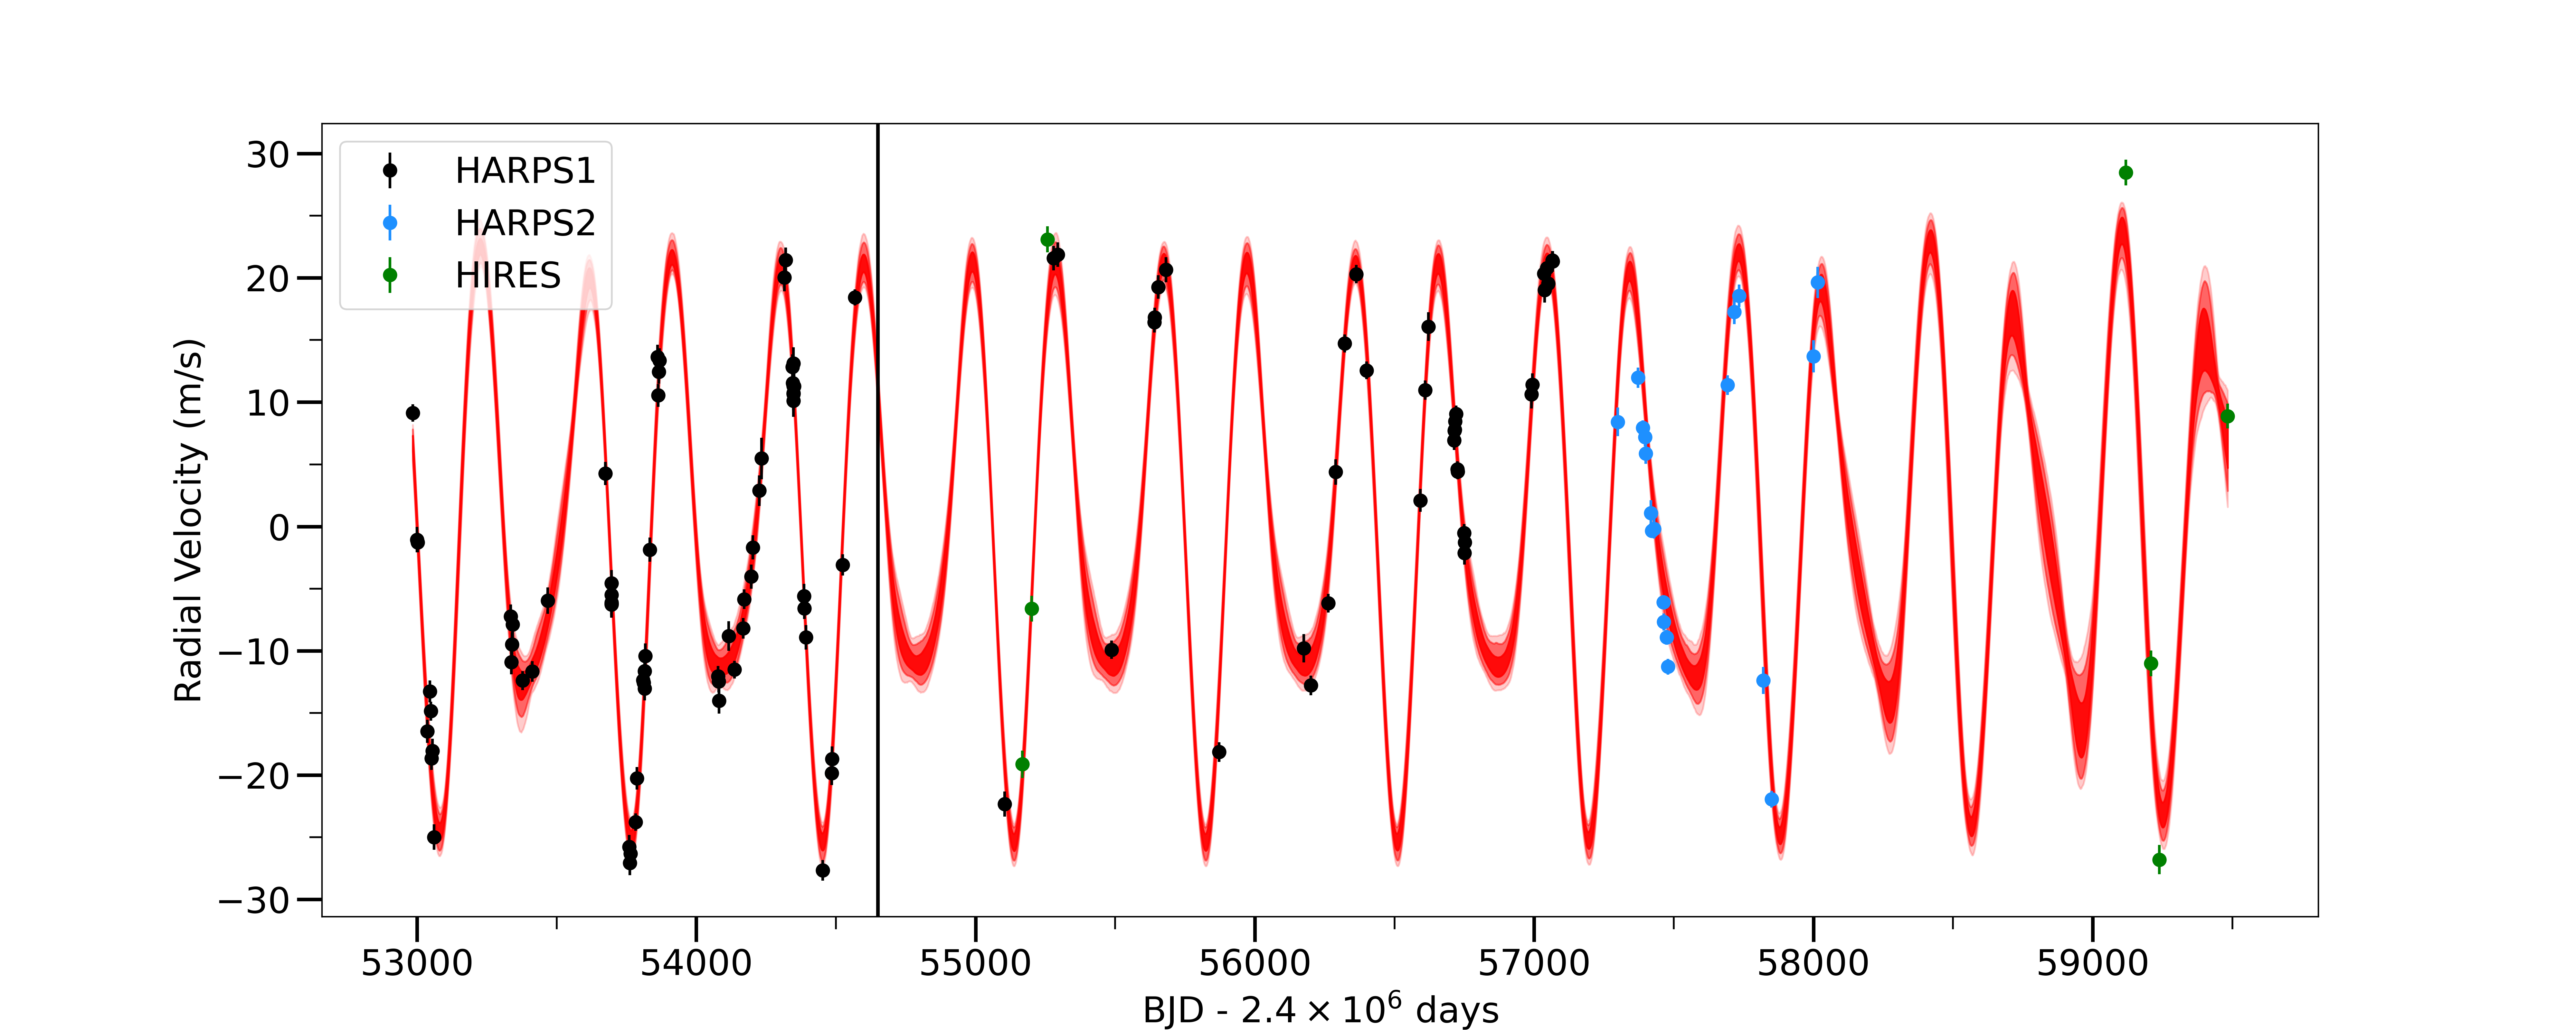 HARPS1
HARPS2
HIRES
Radial Velocity (m/s)
30
20
10
0
−10
−20
−30
53000 54000 55000 56000 57000 58000 59000
BJD - 2.4 × 10⁶ days